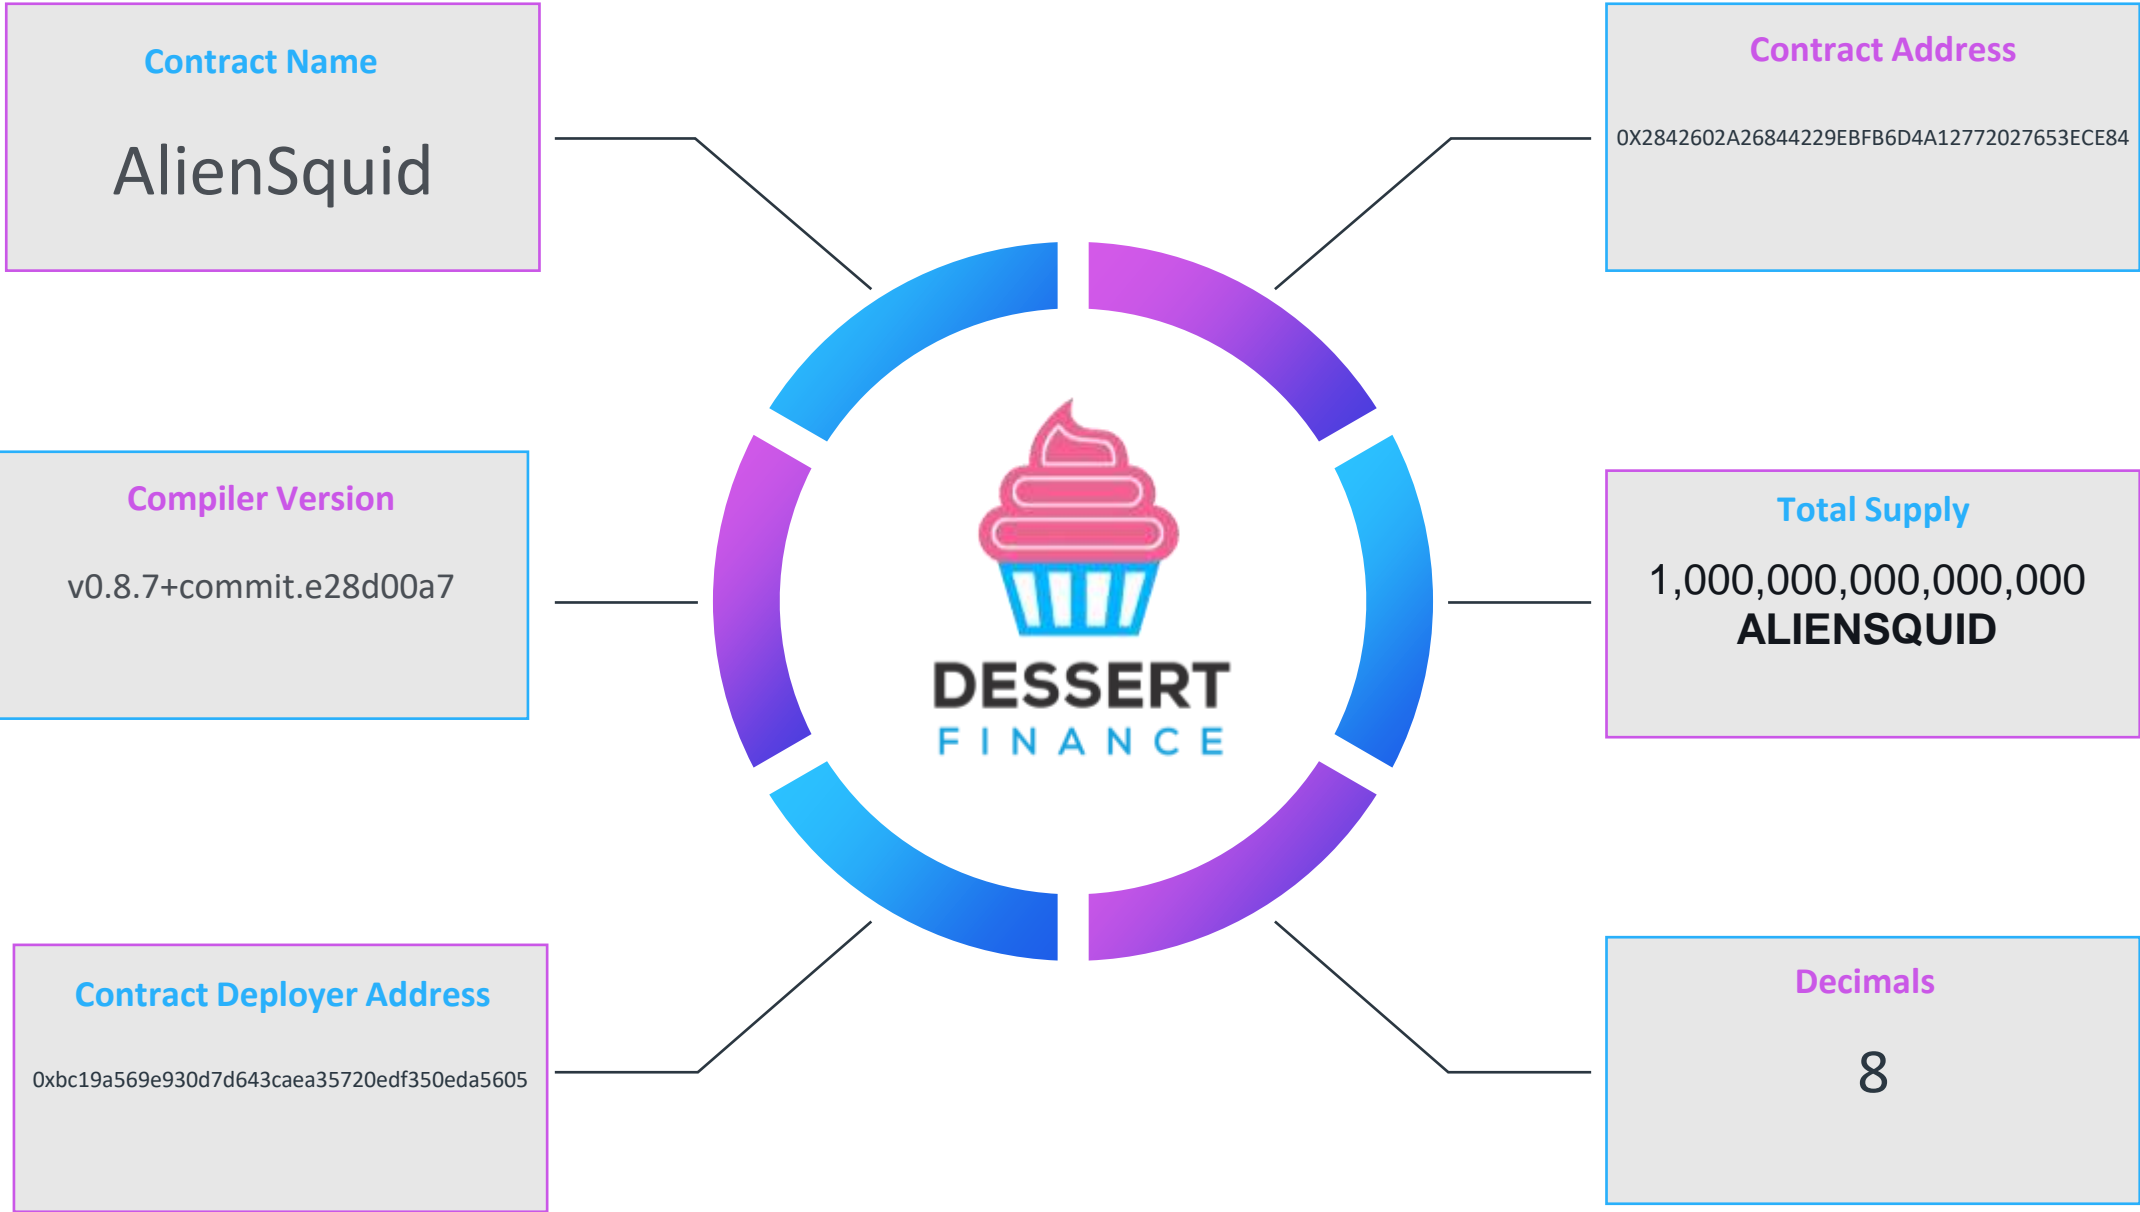 Contract Name
AlienSquid
Contract Address
0X2842602A26844229EBFB6D4A12772027653ECE84
Compiler Version
v0.8.7+commit.e28d00a7
DESSERT
FINANCE
Total Supply
1,000,000,000,000,000
ALIENSQUID
Contract Deployer Address
0xbc19a569e930d7d643caea35720edf350eda5605
Decimals
8